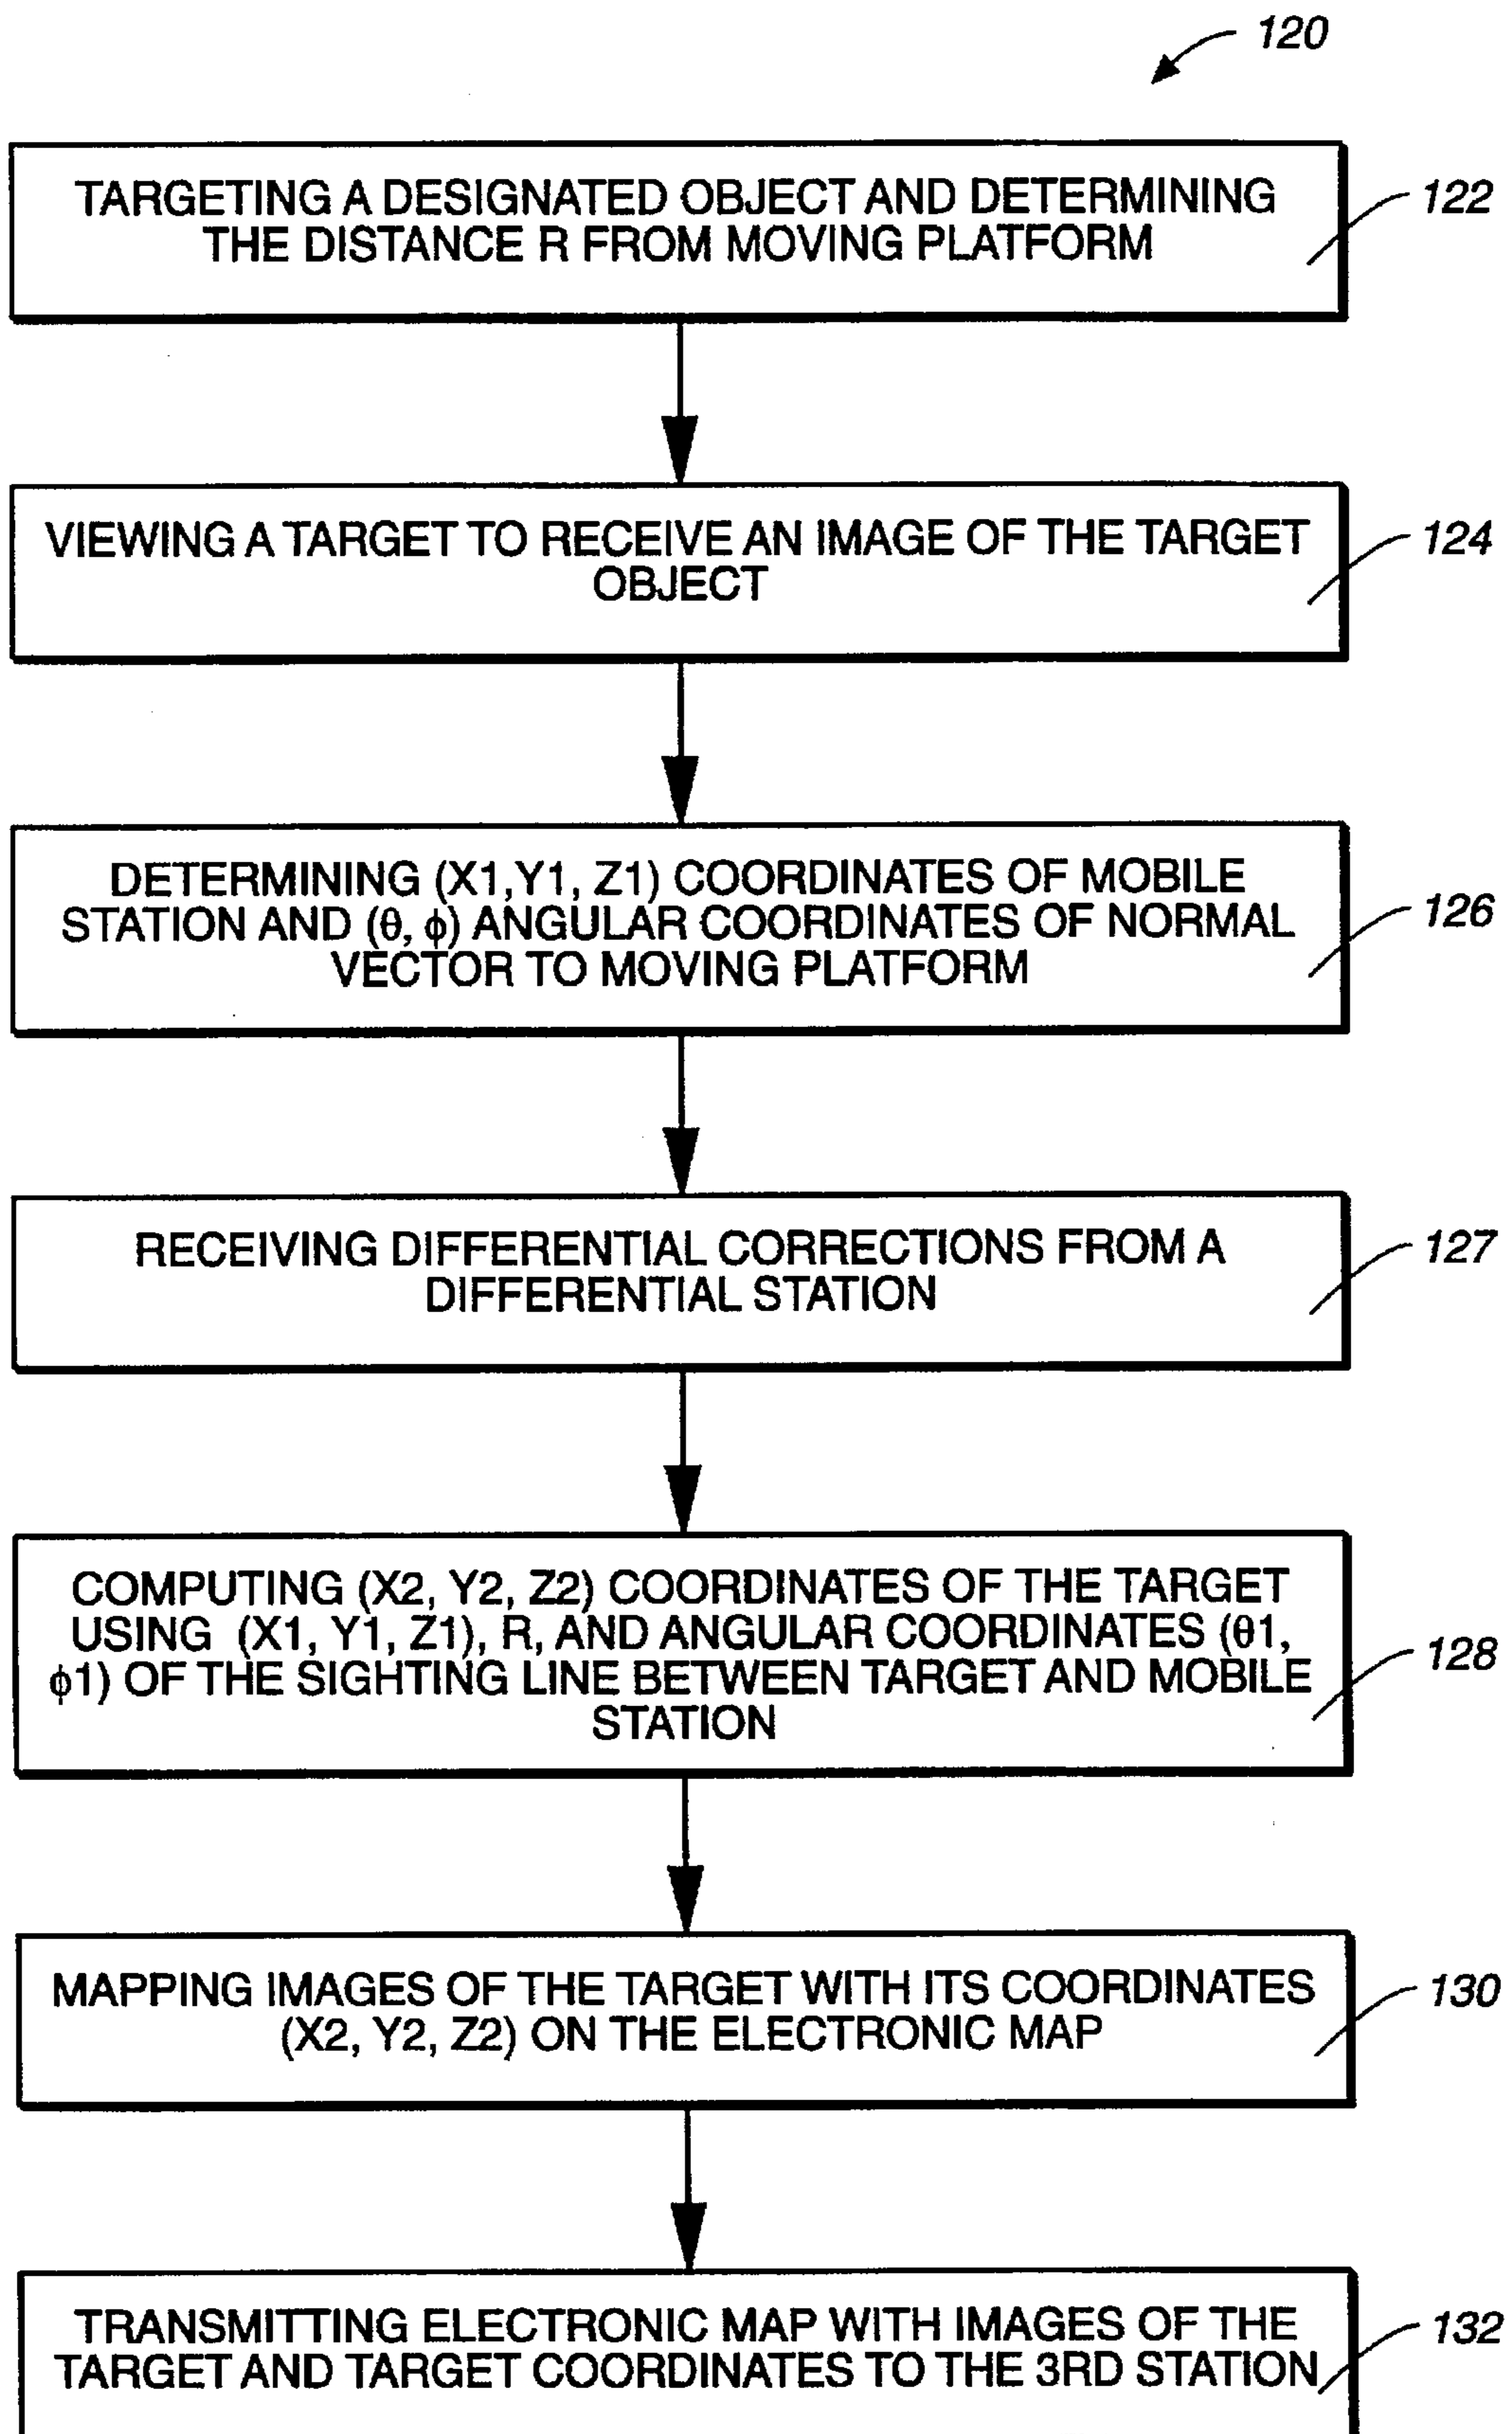 120
TARGETING A DESIGNATED OBJECT AND DETERMINING
THE DISTANCE R FROM MOVING PLATFORM
122
VIEWING A TARGET TO RECEIVE AN IMAGE OF THE TARGET
OBJECT
124
DETERMINING (X1,Y1, Z1) COORDINATES OF MOBILE
STATION AND (θ, ϕ) ANGULAR COORDINATES OF NORMAL
VECTOR TO MOVING PLATFORM
126
RECEIVING DIFFERENTIAL CORRECTIONS FROM A
DIFFERENTIAL STATION
127
COMPUTING (X2, Y2, Z2) COORDINATES OF THE TARGET
USING (X1, Y1, Z1), R, AND ANGULAR COORDINATES (θ1,
ϕ1) OF THE SIGHTING LINE BETWEEN TARGET AND MOBILE
STATION
128
MAPPING IMAGES OF THE TARGET WITH ITS COORDINATES
(X2, Y2, Z2) ON THE ELECTRONIC MAP
130
TRANSMITTING ELECTRONIC MAP WITH IMAGES OF THE
TARGET AND TARGET COORDINATES TO THE 3RD STATION
132